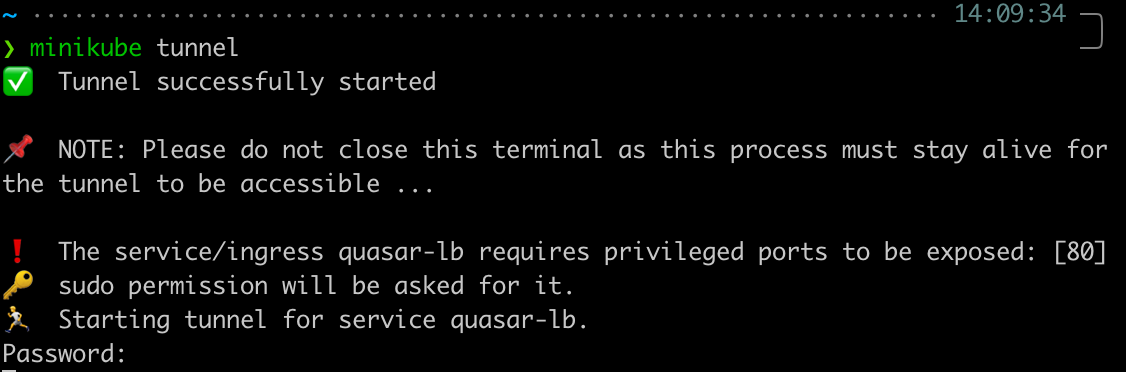 ~ ································································· 14:09:34
❯ minikube tunnel
✅ Tunnel successfully started
📌 NOTE: Please do not close this terminal as this process must stay alive for
the tunnel to be accessible ...
❗ The service/ingress quasar-lb requires privileged ports to be exposed: [80]
🔑 sudo permission will be asked for it.
🏃 Starting tunnel for service quasar-lb.
Password: